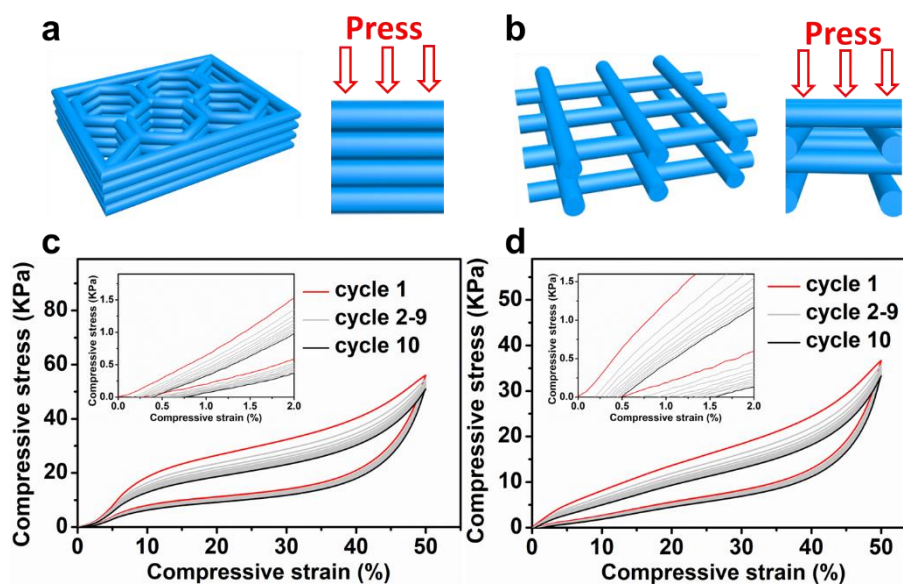 a
Press
b
Press
c
Compressive stress (KPa)
80
60
40
20
0
0
10
20
30
40
50
Compressive strain (%)
cycle 1
cycle 2-9
cycle 10
Compressive stress (KPa)
1.5
1.0
0.5
0.0
0.0
0.5
1.0
1.5
2.0
Compressive strain (%)
d
Compressive stress (KPa)
50
40
30
20
10
0
0
10
20
30
40
50
Compressive strain (%)
cycle 1
cycle 2-9
cycle 10
Compressive stress (KPa)
1.5
1.0
0.5
0.0
0.0
0.5
1.0
1.5
2.0
Compressive strain (%)